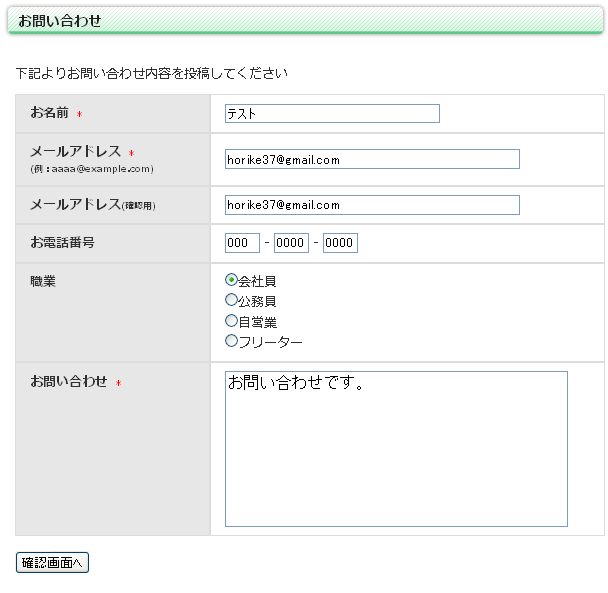 お問い合わせ
下記よりお問い合わせ内容を投稿してください
お名前 *
テスト
メールアドレス *
(例：aaaa@example.com)
horike37@gmail.com
メールアドレス(確認用)
horike37@gmail.com
お電話番号
000 - 0000 - 0000
職業
会社員
公務員
自営業
フリーター
お問い合わせ *
お問い合わせです。
確認画面へ